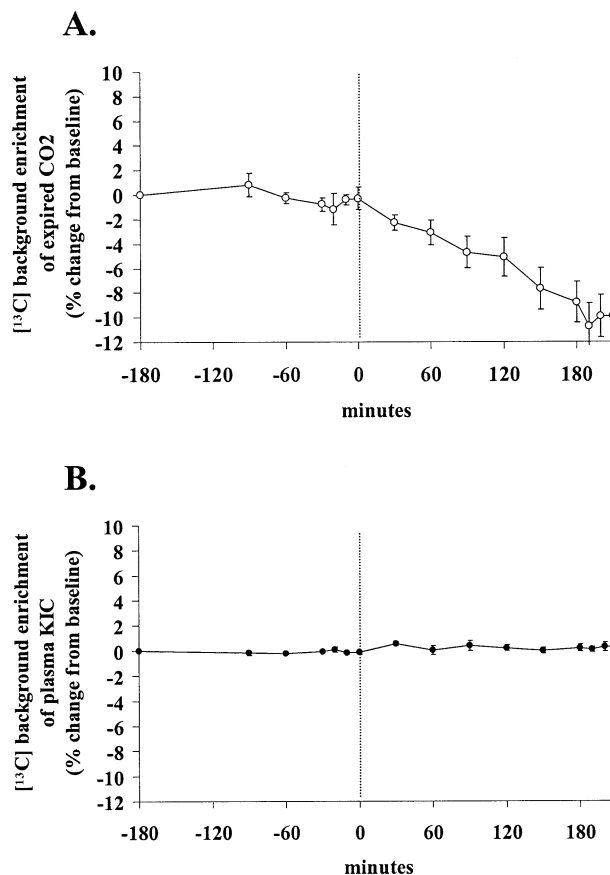 A.
[¹³C] background enrichment
of expired CO2
(% change from baseline)
10
8
6
4
2
0
-2
-4
-6
-8
-10
-12
-180 -120 -60 0 60 120 180
minutes
B.
[¹³C] background enrichment
of plasma KIC
(% change from baseline)
10
8
6
4
2
0
-2
-4
-6
-8
-10
-12
-180 -120 -60 0 60 120 180
minutes